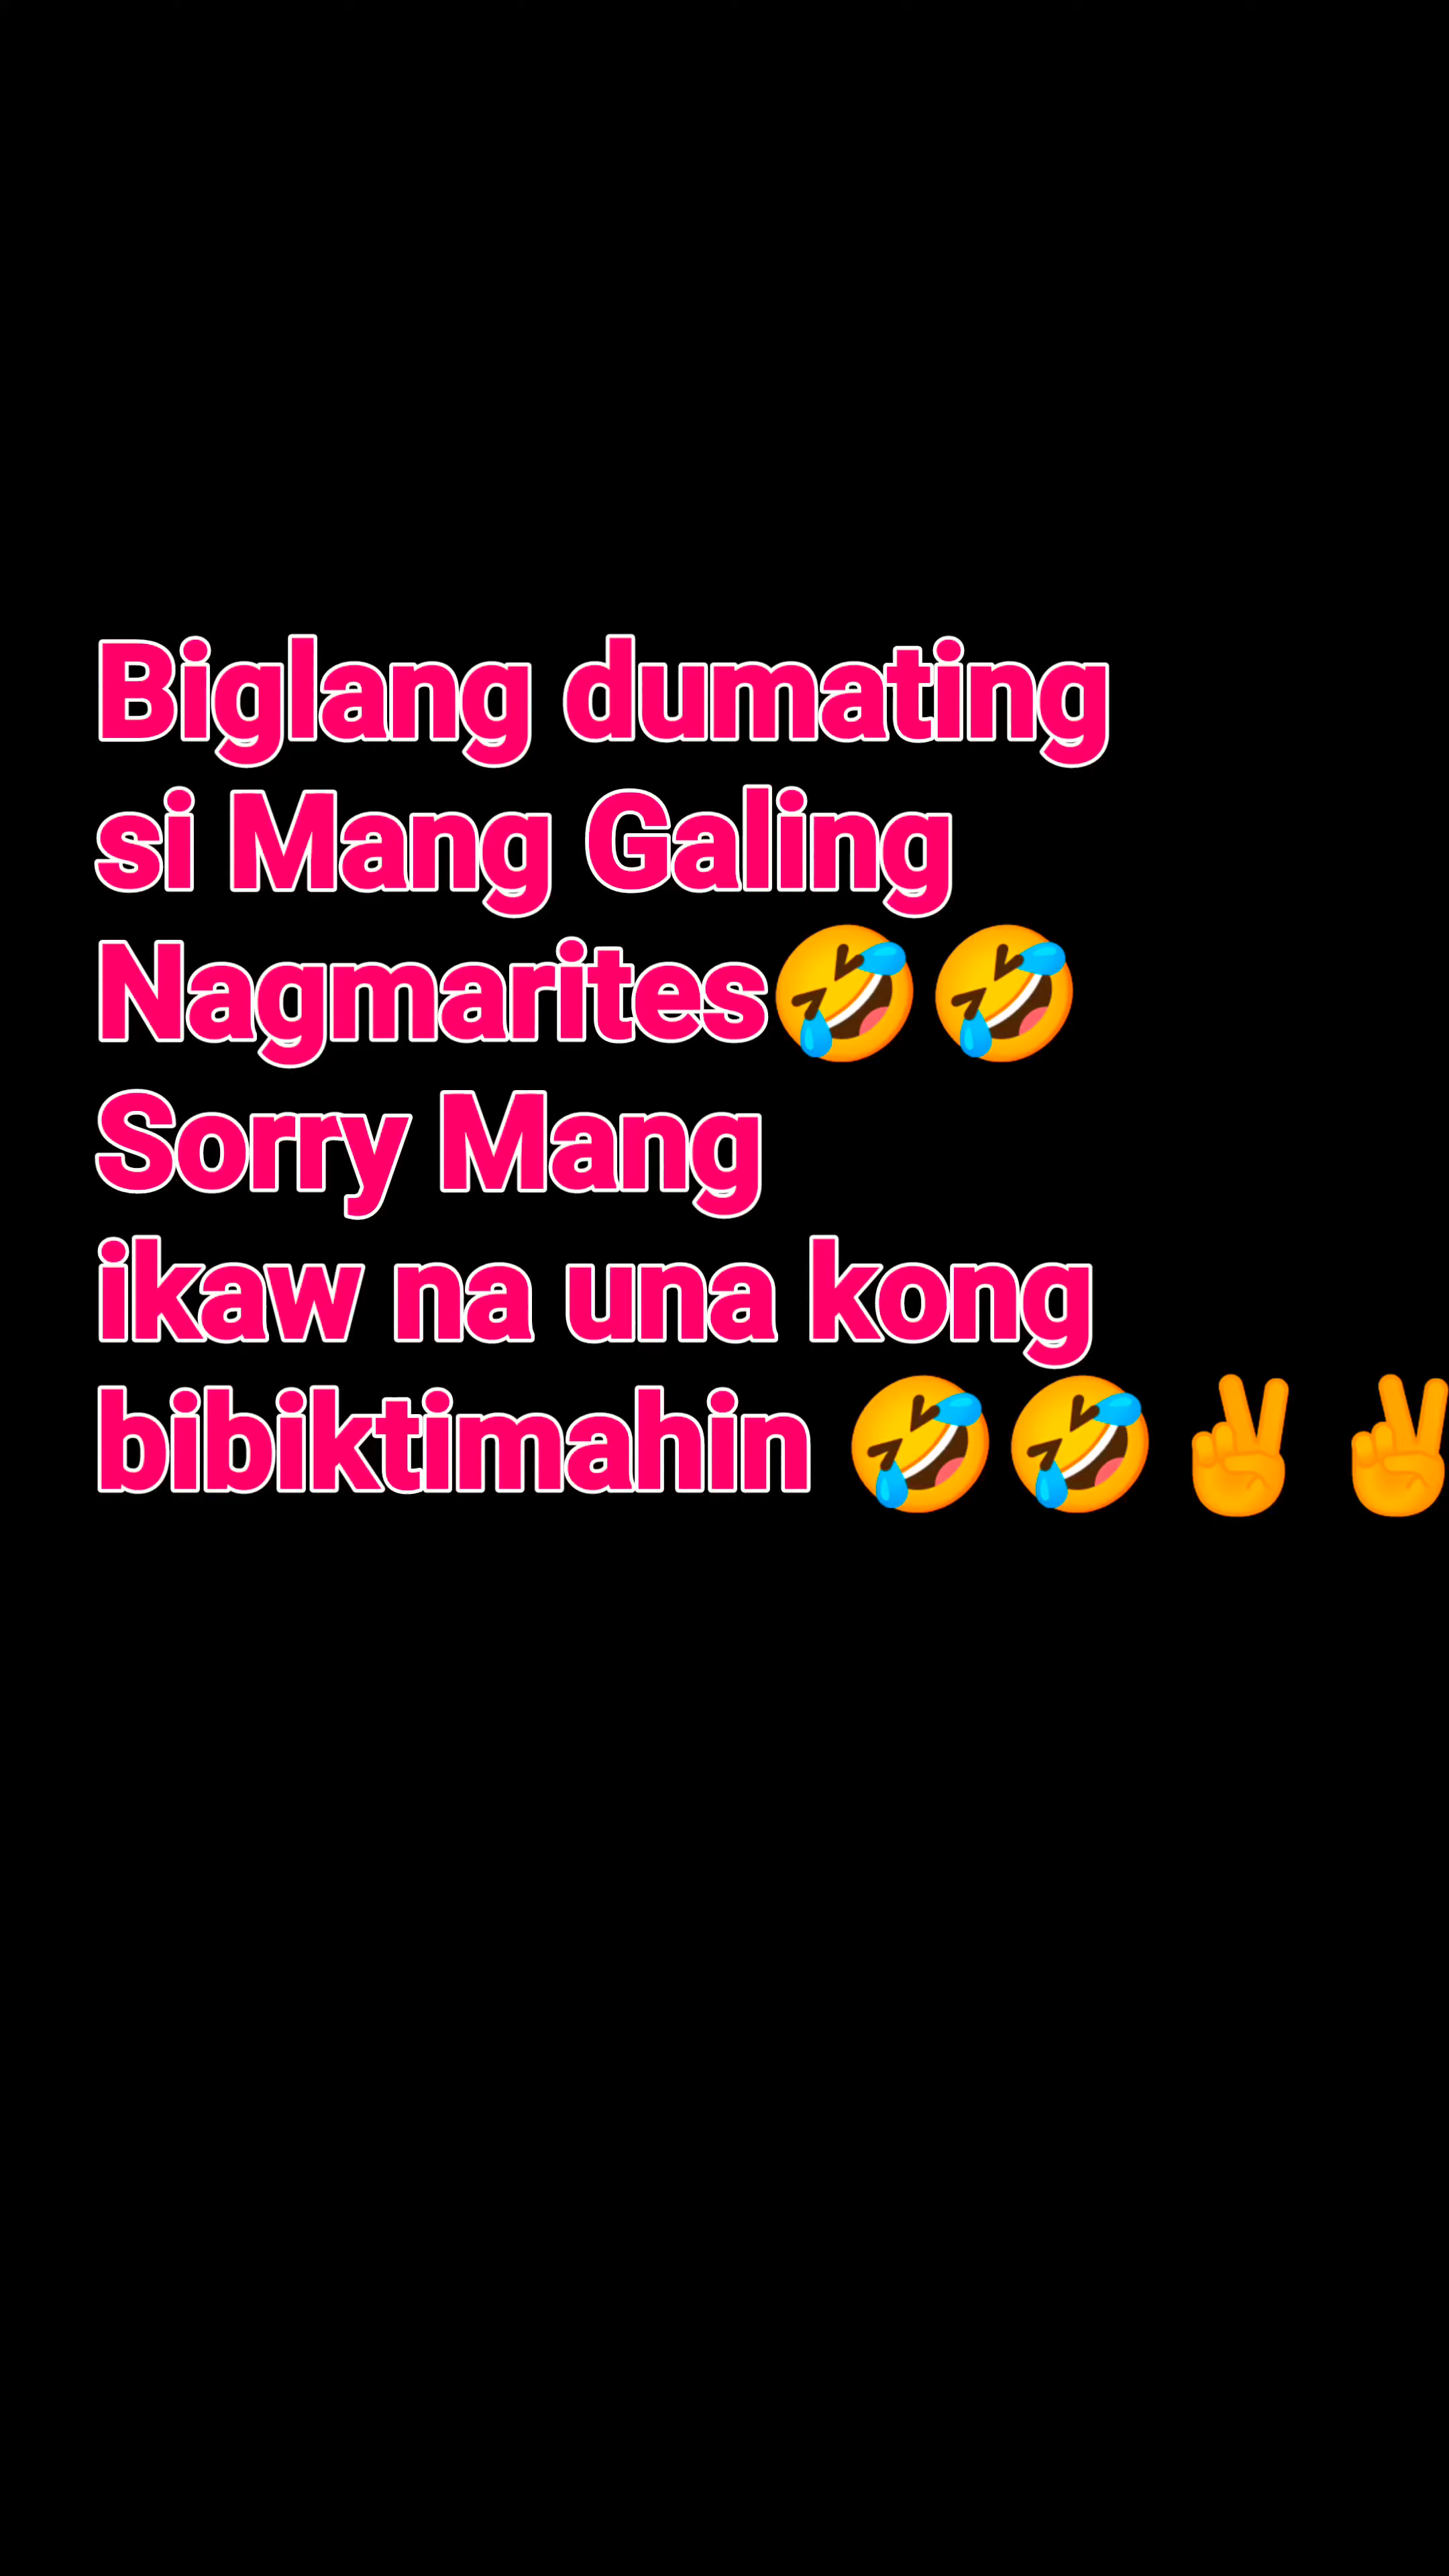 Biglang dumating
si Mang Galing
Nagmarites🤣🤣
Sorry Mang
ikaw na una kong
bibiktimahin 🤣🤣✌✌